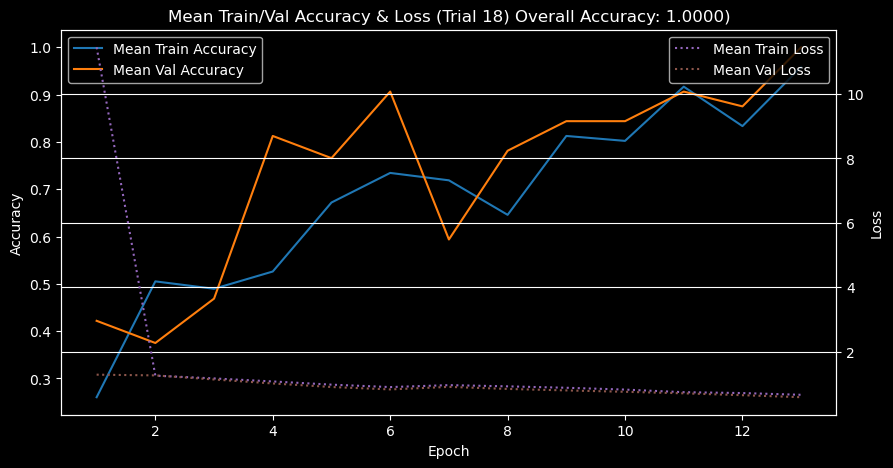 Mean Train/Val Accuracy & Loss (Trial 18) Overall Accuracy: 1.0000)
Mean Train Accuracy
Mean Val Accuracy
Mean Train Loss
Mean Val Loss
1.0
0.9
0.8
0.7
0.6
0.5
0.4
0.3
Accuracy
10
8
6
4
2
Loss
2 4 6 8 10 12
Epoch